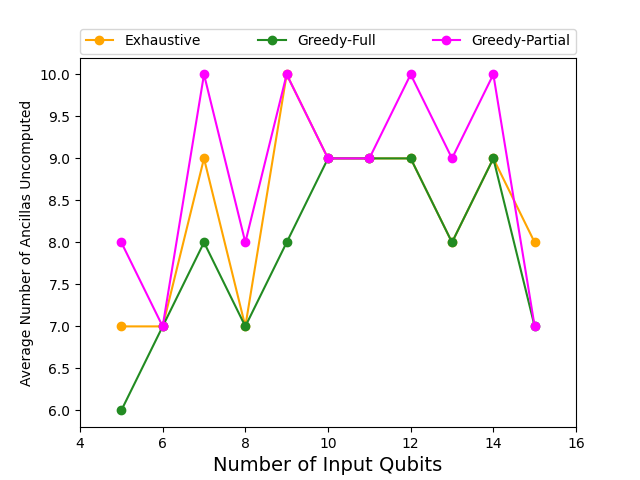 Exhaustive Greedy-Full Greedy-Partial
10.0
9.5
9.0
8.5
8.0
7.5
7.0
6.5
6.0
Average Number of Ancillas Uncomputed
4 6 8 10 12 14 16
Number of Input Qubits